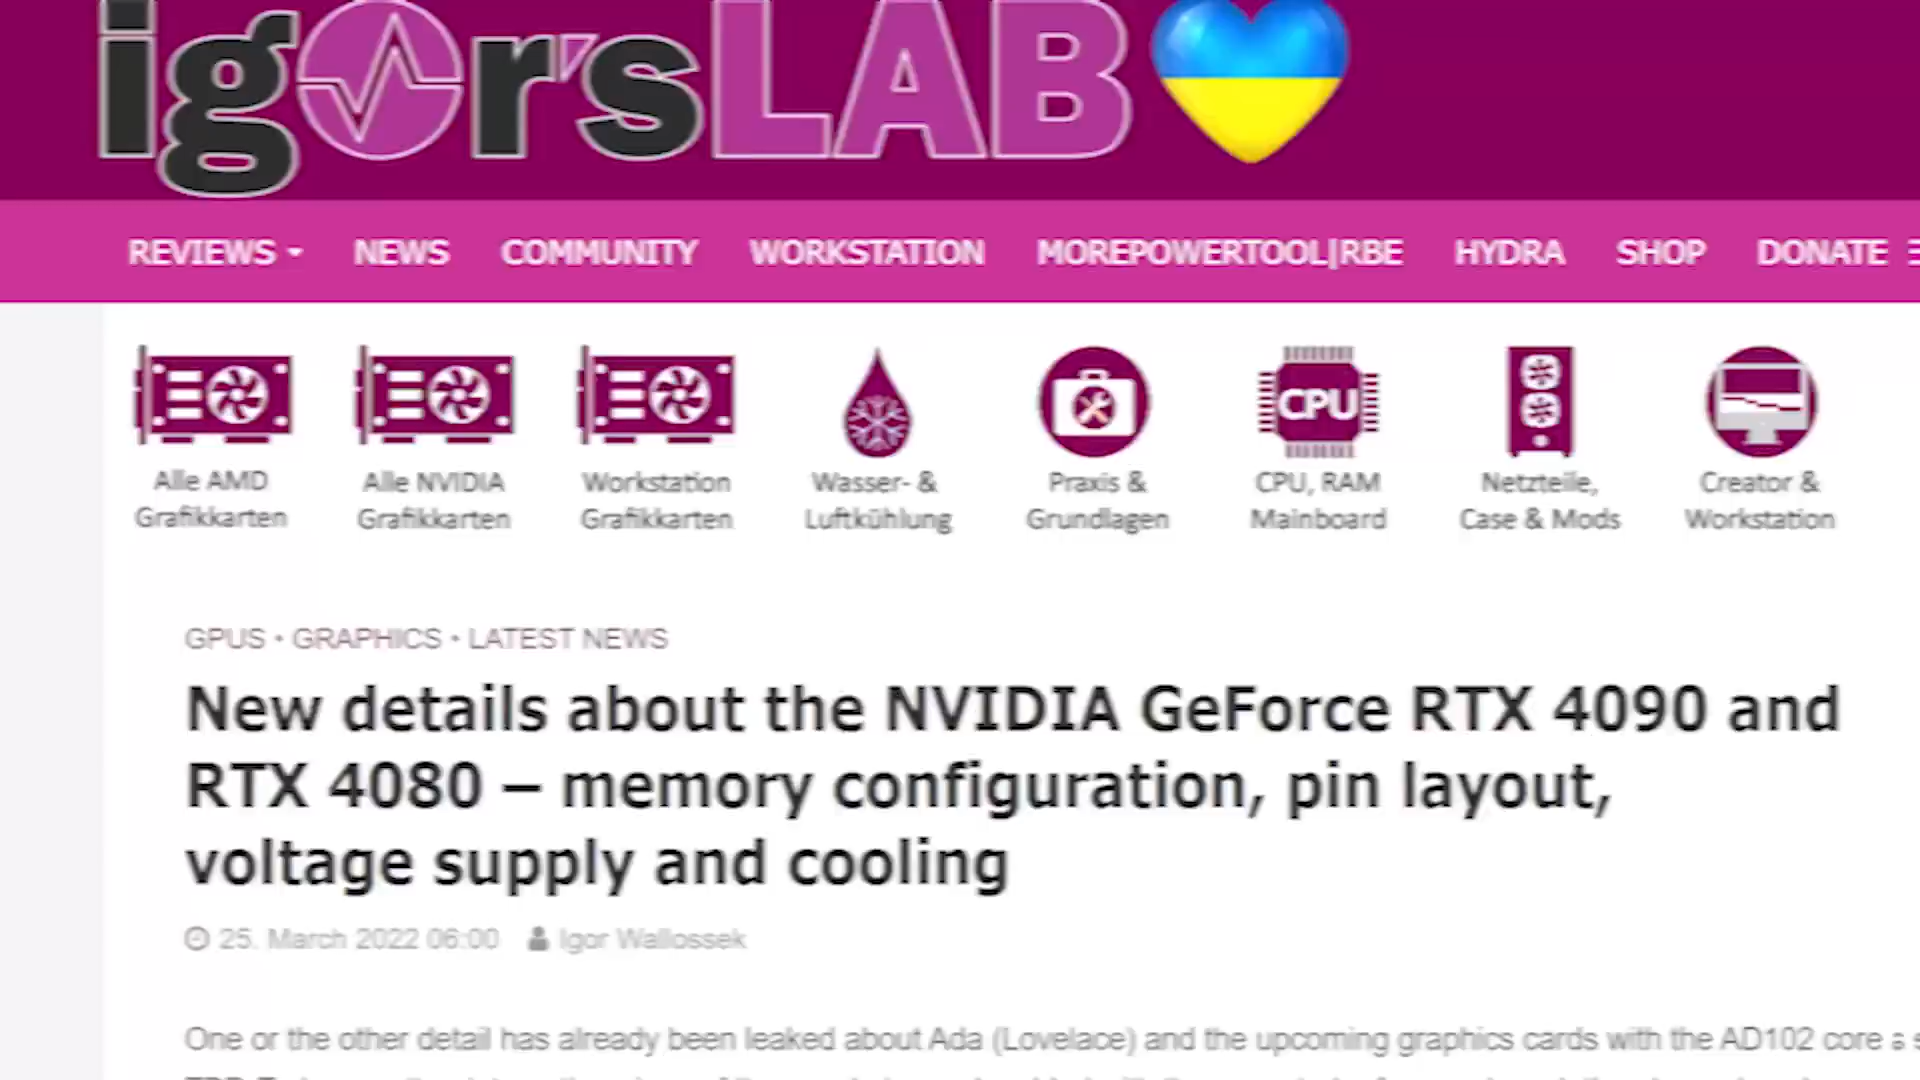 igor'sLAB
REVIEWS NEWS COMMUNITY WORKSTATION MOREPOWERTOOL|RBE HYDRA SHOP DONATE
Alle AMD
Grafikkarten
Alle NVIDIA
Grafikkarten
Workstation
Grafikkarten
Wasser- &
Luftkühlung
Praxis &
Grundlagen
CPU
CPU, RAM
Mainboard
Netzteile,
Case & Mods
Creator &
Workstation
GPUS • GRAPHICS • LATEST NEWS
New details about the NVIDIA GeForce RTX 4090 and
RTX 4080 – memory configuration, pin layout,
voltage supply and cooling
25. March 2022 06:00 Igor Wallossek
One or the other detail has already been leaked about Ada (Lovelace) and the upcoming graphics cards with the AD102 core